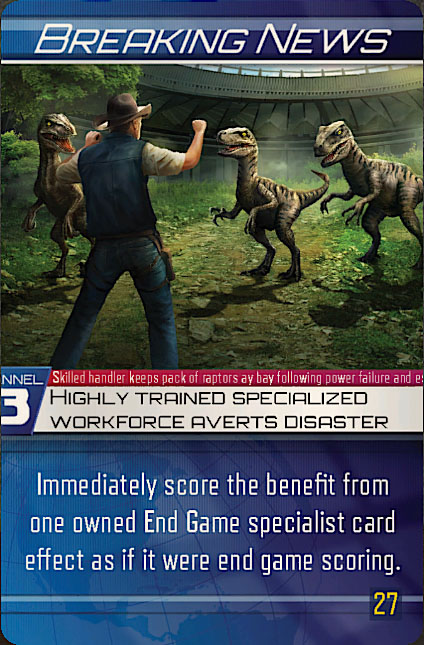 Breaking News
Skilled handler keeps pack of raptors ay bay following power failure and es
NNEL
3
Highly trained specialized
workforce averts disaster
Immediately score the benefit from
one owned End Game specialist card
effect as if it were end game scoring.
27